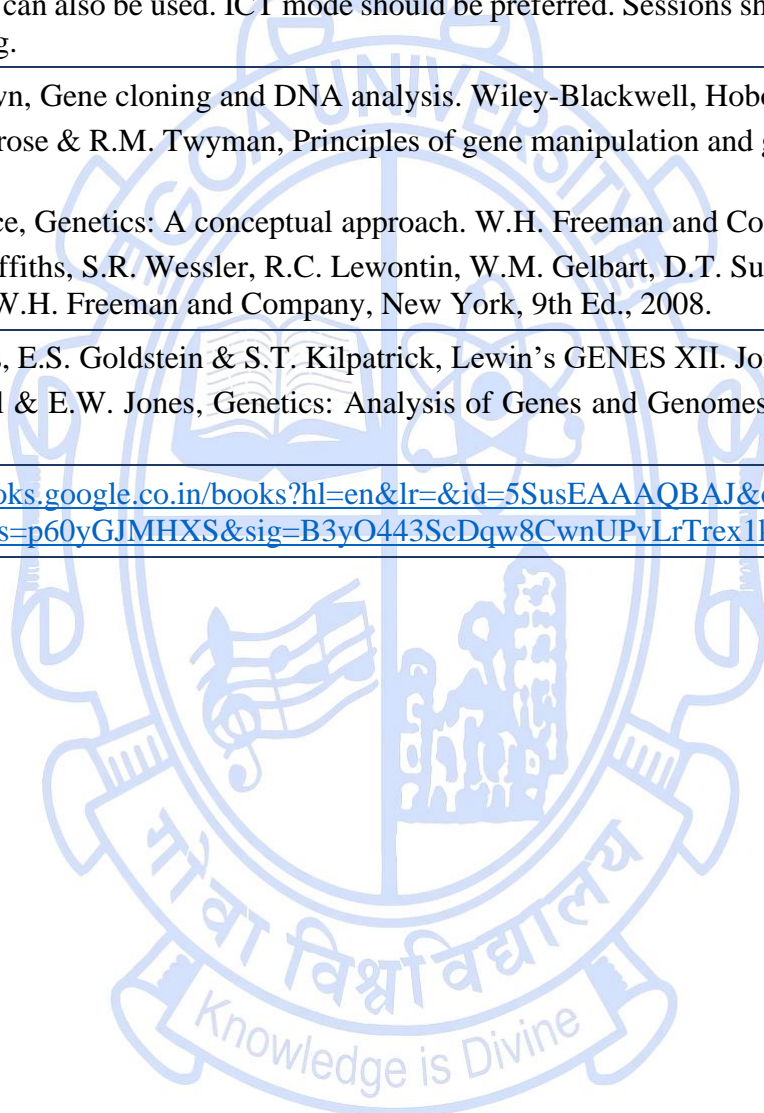 can also be used. ICT mode should be preferred. Sessions sh
g.
yn, Gene cloning and DNA analysis. Wiley-Blackwell, Hobo
rose & R.M. Twyman, Principles of gene manipulation and g
ce, Genetics: A conceptual approach. W.H. Freeman and Co
ffiths, S.R. Wessler, R.C. Lewontin, W.M. Gelbart, D.T. Su
W.H. Freeman and Company, New York, 9th Ed., 2008.
s, E.S. Goldstein & S.T. Kilpatrick, Lewin’s GENES XII. Jo
l & E.W. Jones, Genetics: Analysis of Genes and Genomes
oks.google.co.in/books?hl=en&lr=&id=5SusEAAAQBAJ&
s=p60yGJMHXS&sig=B3yO443ScDqw8CwnUPvLrTrex1
GOA UNIVERSITY
गोंवा विश्वविद्यालय
Knowledge is Divine